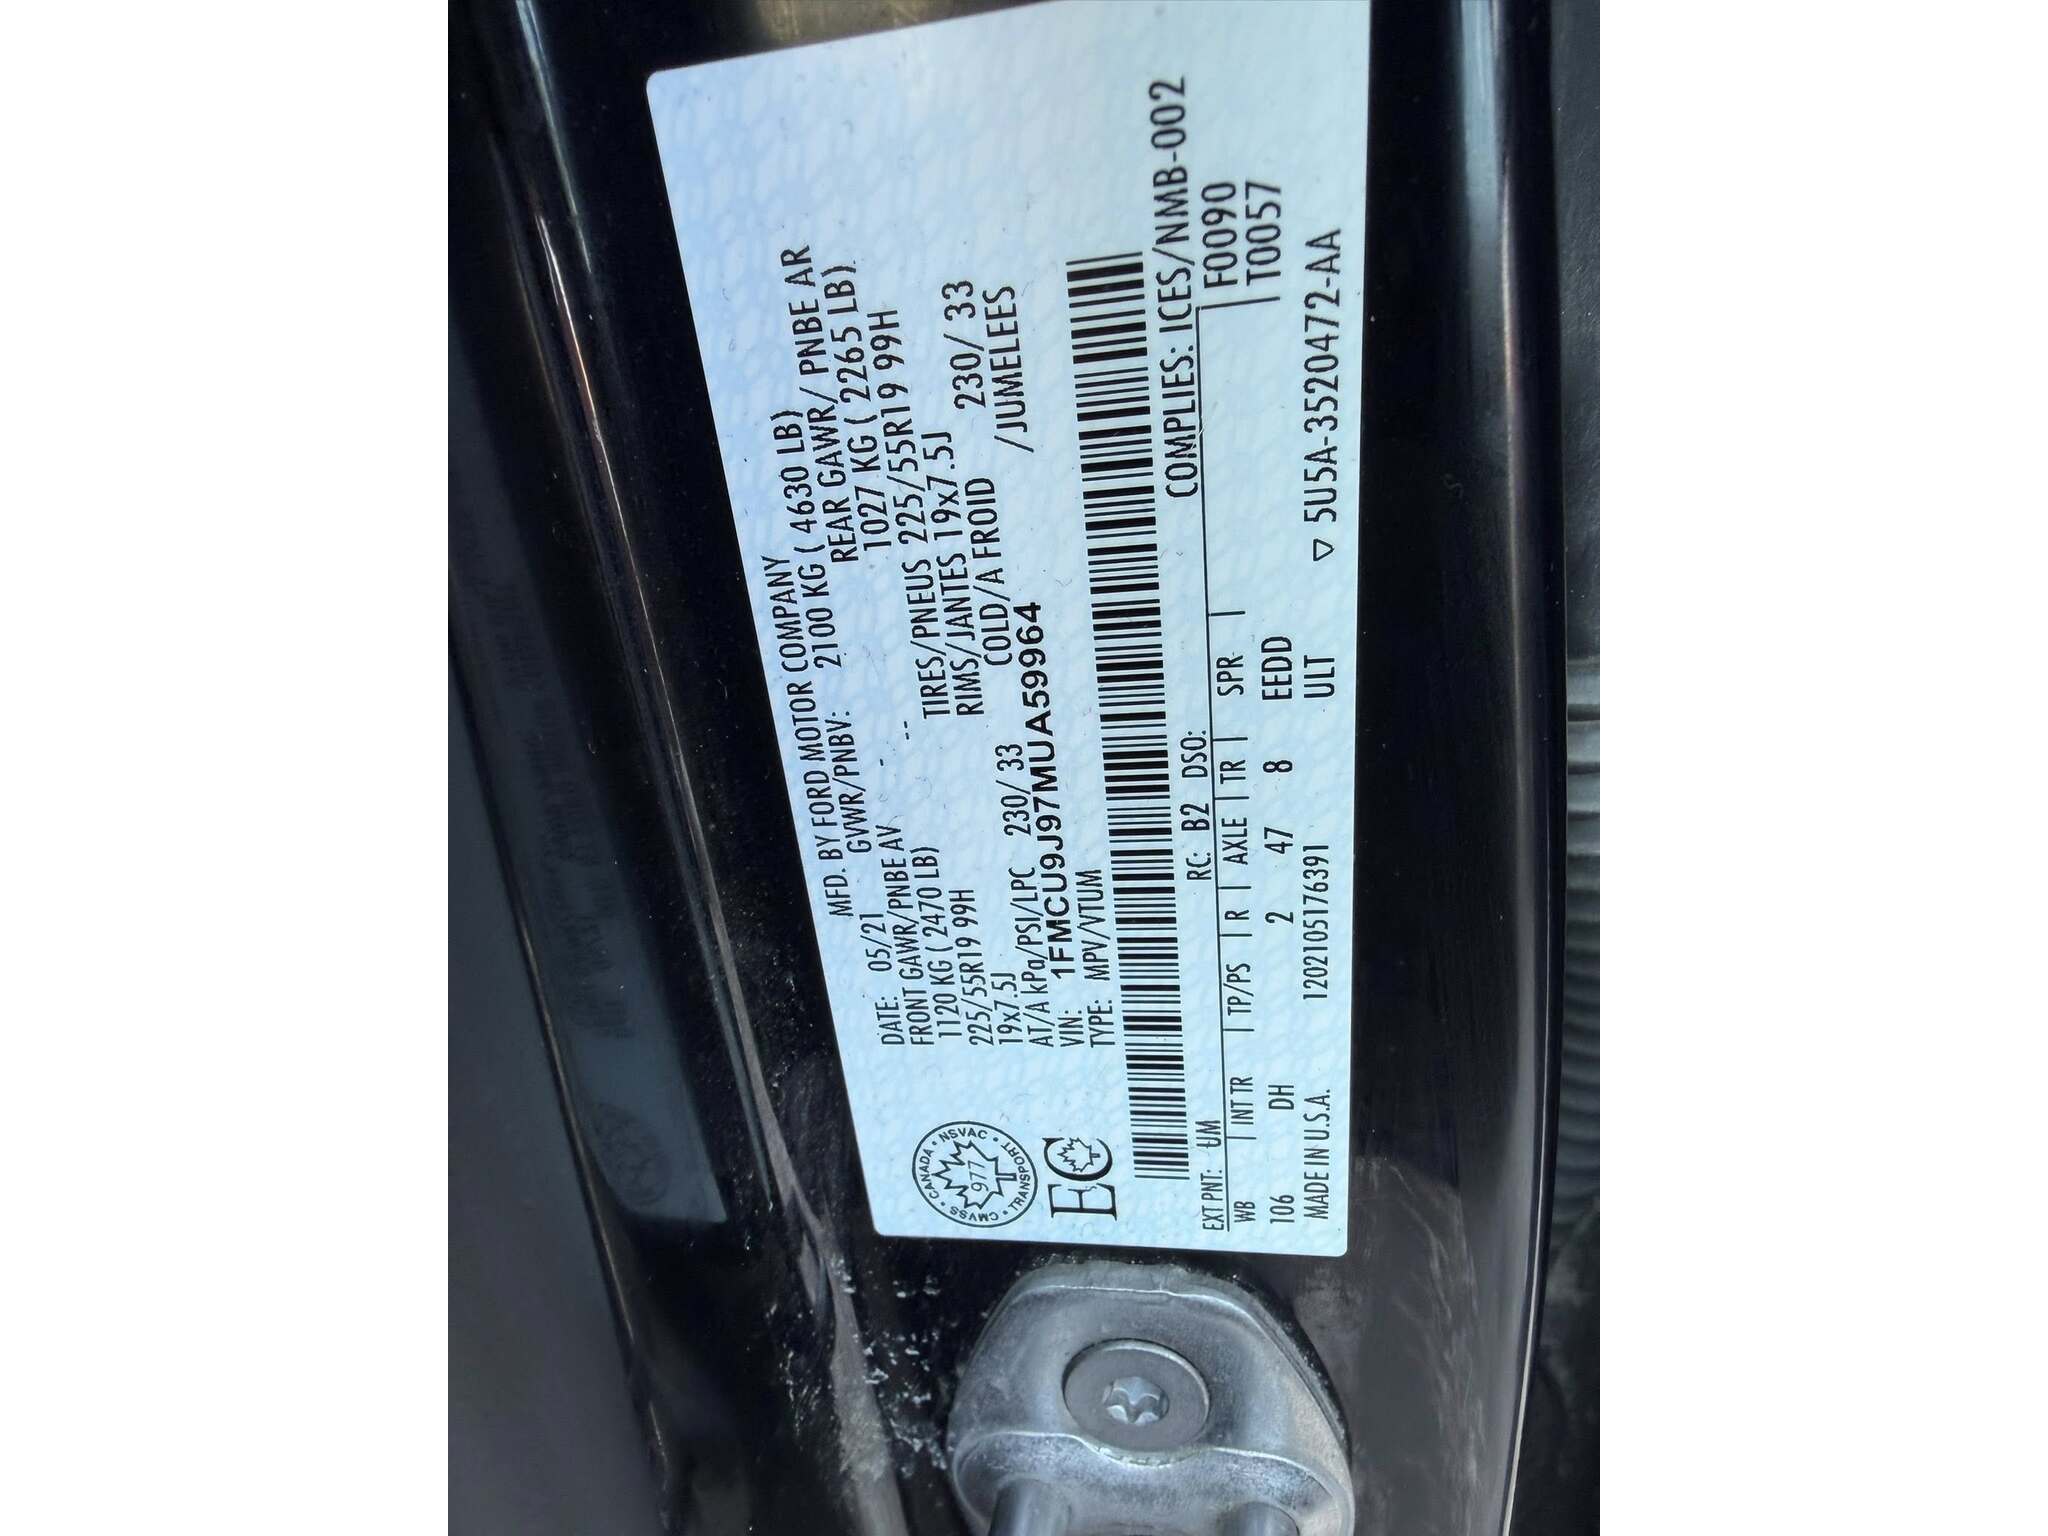 MFD. BY FORD MOTOR COMPANY
DATE: 05/21 GVWR/PNBV: 2100 KG ( 4630 LB)
FRONT GAWR/PNBE AV REAR GAWR/ PNBE AR
1120 KG ( 2470 LB) -- 1027 KG ( 2265 LB)
225/55R19 99H TIRES/PNEUS 225/55R19 99H
19x7.5J RIMS/JANTES 19x7.5J
AT/A kPa/PSI/LPC 230/ 33 COLD/A FROID 230/ 33
VIN: 1FMCU9J97MUA59964 /JUMELEES
TYPE: MPV/VTUM
CANADA • NSVAC • TRANSPORT • CMVSS •
977
EC
COMPLIES: ICES/NMB-002
EXT PNT: UM RC: B2 DSO:
WB | INT TR | TP/PS | R | AXLE | TR | SPR | F0090
106 DH 2 47 8 EEDD T0057
MADE IN U.S.A. 1202105176391 ULT ▽ 5U5A-3520472-AA